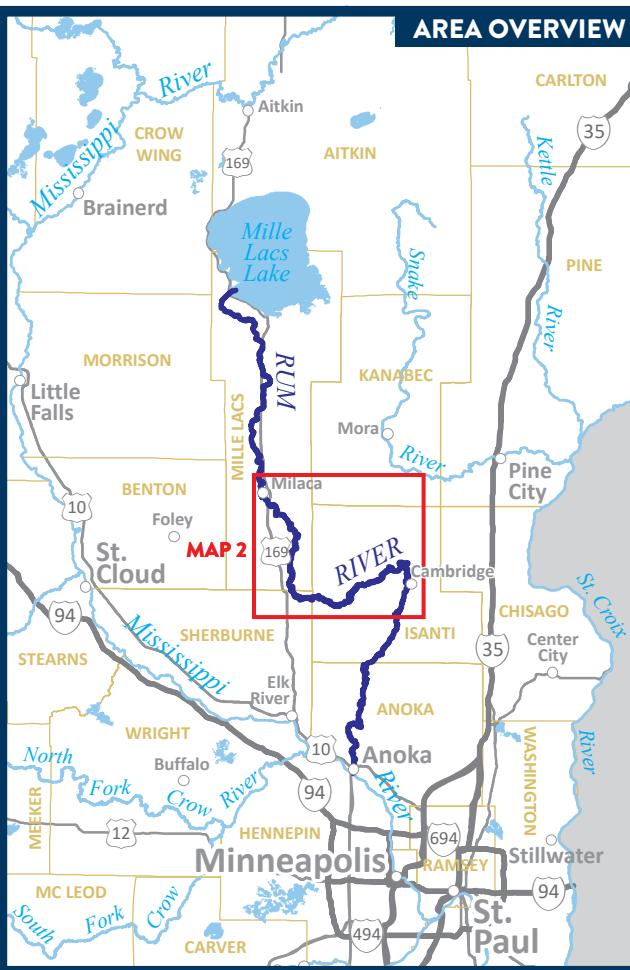 AREA OVERVIEW
CARLTON
River
Aitkin
35
Kettle
CROW
WING
AITKIN
169
Mississippi
Brainerd
Mille
Lacs
Lake
Snake
PINE
River
MORRISON
RUM
KANABEC
Little
Falls
MILLE LACS
Mora
River
Pine
City
BENTON
Milaca
10
Foley
MAP 2
169
RIVER
St.
Cloud
Cambridge
St. Croix
94
Mississippi
SHERBURNE
ISANTI
CHISAGO
35
Center
City
STEARNS
Elk
River
ANOKA
WRIGHT
10
Anoka
WASHINGTON
River
North
Fork
Crow
River
Buffalo
94
River
MEEKER
12
HENNEPIN
694
Stillwater
Minneapolis
RAMSEY
MC LEOD
94
South
Fork
Crow
St.
Paul
494
CARVER